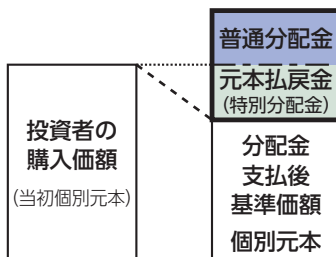 投資者の
購入価額
(当初個別元本)
普通分配金
元本払戻金
(特別分配金)
分配金
支払後
基準価額
個別元本